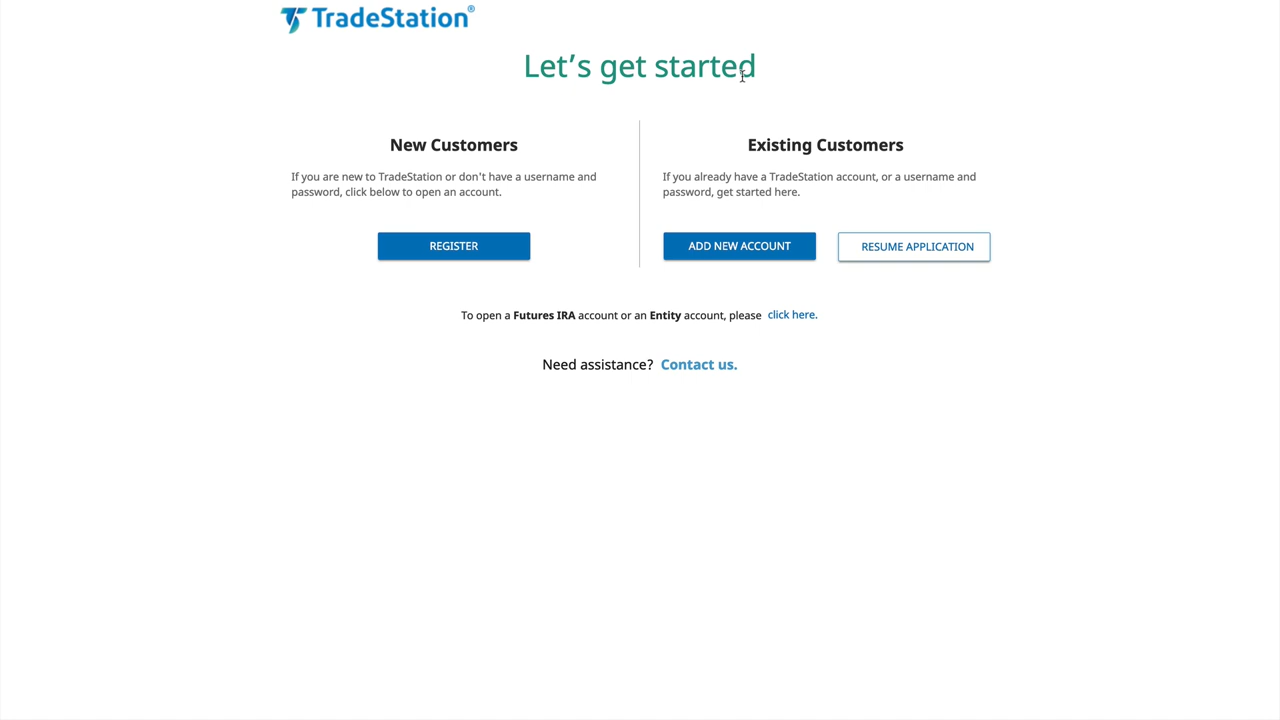 TradeStation®
Let's get started
New Customers
If you are new to TradeStation or don't have a username and
password, click below to open an account.
REGISTER
Existing Customers
If you already have a TradeStation account, or a username and
password, get started here.
ADD NEW ACCOUNT
RESUME APPLICATION
To open a Futures IRA account or an Entity account, please click here.
Need assistance? Contact us.